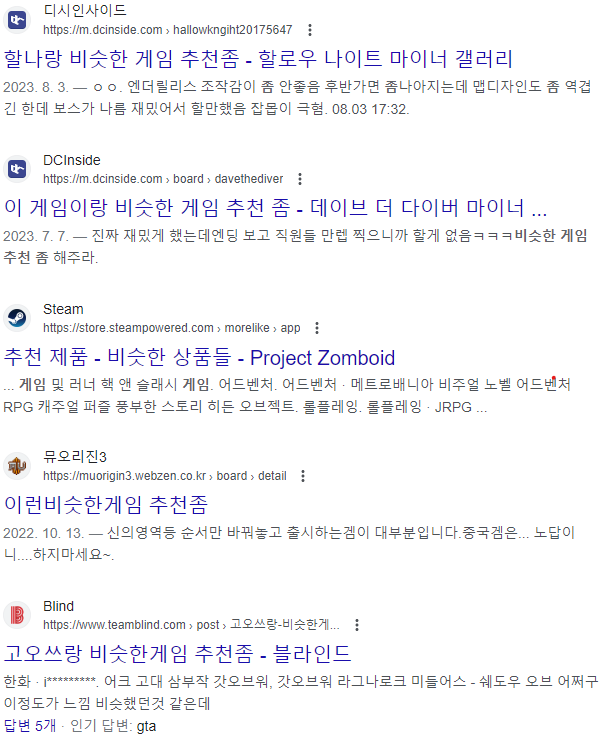 디시인사이드
https://m.dcinside.com › hallowkngiht20175647
할나랑 비슷한 게임 추천좀 - 할로우 나이트 마이너 갤러리
2023. 8. 3. — ㅇㅇ. 엔더릴리스 조작감이 좀 안좋음 후반가면 좀나아지는데 맵디자인도 좀 역겹
긴 한데 보스가 나름 재밌어서 할만했음 잡몹이 극혐. 08.03 17:32.
DCInside
https://m.dcinside.com › board › davethediver
이 게임이랑 비슷한 게임 추천 좀 - 데이브 더 다이버 마이너 ...
2023. 7. 7. — 진짜 재밌게 했는데엔딩 보고 직원들 만렙 찍으니까 할게 없음ㅋㅋㅋ비슷한 게임
추천 좀 해주라.
Steam
https://store.steampowered.com › morelike › app
추천 제품 - 비슷한 상품들 - Project Zomboid
... 게임 및 러너 핵 앤 슬래시 게임. 어드벤처. 어드벤처 · 메트로배니아 비주얼 노벨 어드벤처
RPG 캐주얼 퍼즐 풍부한 스토리 히든 오브젝트. 롤플레잉. 롤플레잉 · JRPG ...
뮤오리진3
https://muorigin3.webzen.co.kr › board › detail
이런비슷한게임 추천좀
2022. 10. 13. — 신의영역등 순서만 바꿔놓고 출시하는겜이 대부분입니다.중국겜은... 노답이
니....하지마세요~.
Blind
https://www.teamblind.com › post › 고오쓰랑-비슷한게...
고오쓰랑 비슷한게임 추천좀 - 블라인드
한화 · i*********. 어크 고대 삼부작 갓오브워, 갓오브워 라그나로크 미들어스 - 쉐도우 오브 어쩌구
이정도가 느낌 비슷했던것 같은데
답변 5개 · 인기 답변: gta